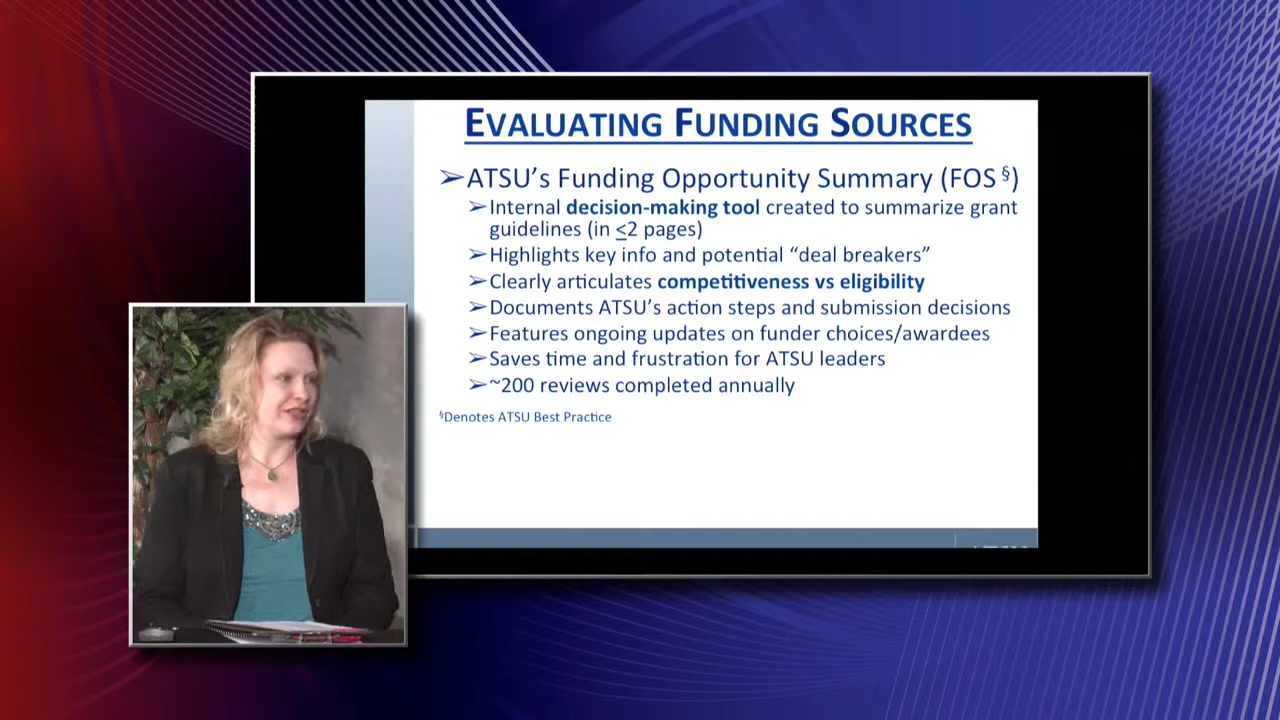 EVALUATING FUNDING SOURCES
➢ATSU’s Funding Opportunity Summary (FOS §)
➢Internal decision-making tool created to summarize grant
guidelines (in <2 pages)
➢Highlights key info and potential “deal breakers”
➢Clearly articulates competitiveness vs eligibility
➢Documents ATSU’s action steps and submission decisions
➢Features ongoing updates on funder choices/awardees
➢Saves time and frustration for ATSU leaders
➢~200 reviews completed annually
§Denotes ATSU Best Practice